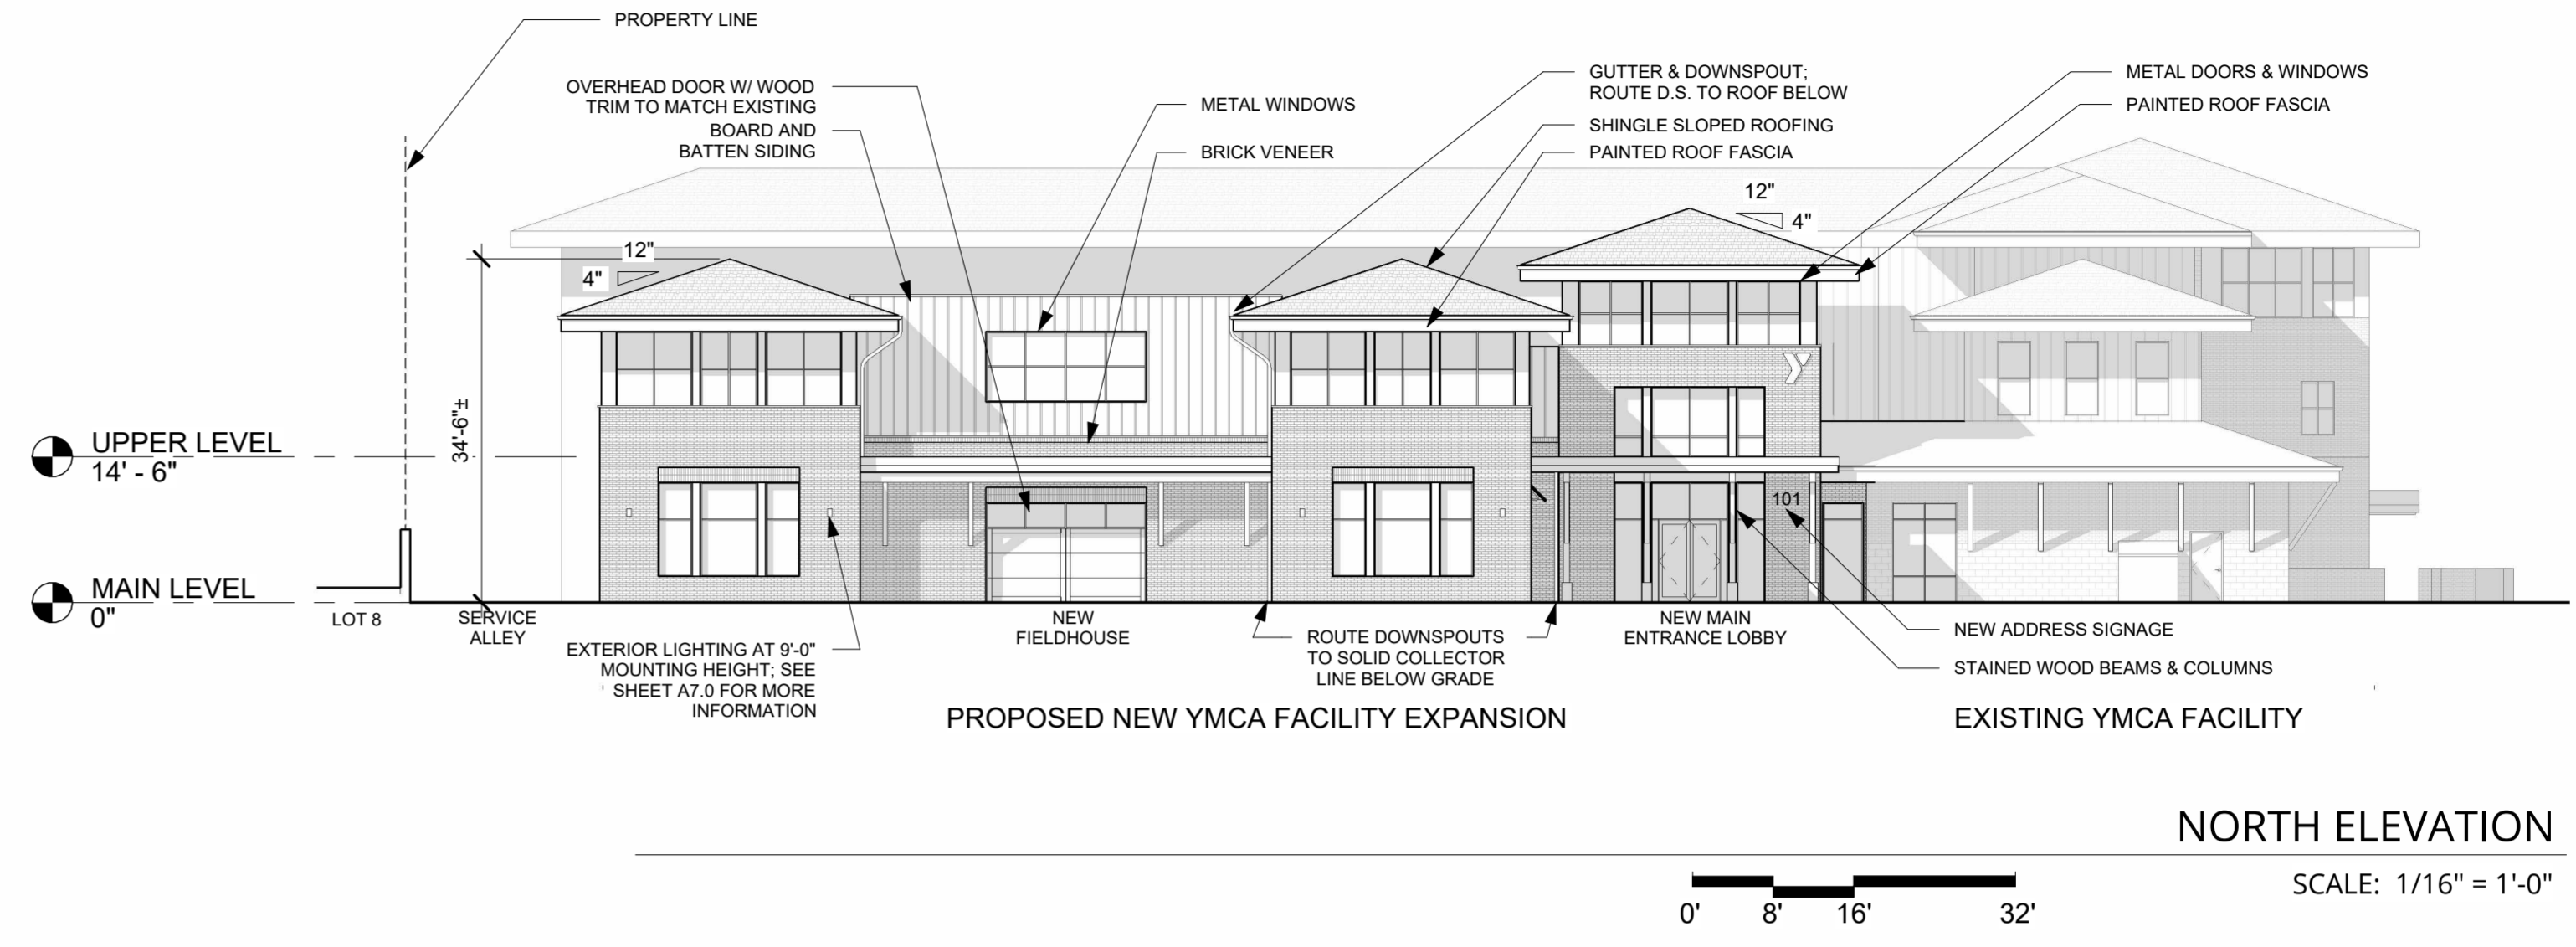 PROPERTY LINE
OVERHEAD DOOR W/ WOOD
TRIM TO MATCH EXISTING
BOARD AND
BATTEN SIDING
METAL WINDOWS
BRICK VENEER
GUTTER & DOWNSPOUT;
ROUTE D.S. TO ROOF BELOW
SHINGLE SLOPED ROOFING
PAINTED ROOF FASCIA
METAL DOORS & WINDOWS
PAINTED ROOF FASCIA
12"
4"
12"
4"
34'-6"±
UPPER LEVEL
14' - 6"
MAIN LEVEL
0"
Y
101
LOT 8
SERVICE
ALLEY
NEW
FIELDHOUSE
NEW MAIN
ENTRANCE LOBBY
EXTERIOR LIGHTING AT 9'-0"
MOUNTING HEIGHT; SEE
SHEET A7.0 FOR MORE
INFORMATION
ROUTE DOWNSPOUTS
TO SOLID COLLECTOR
LINE BELOW GRADE
NEW ADDRESS SIGNAGE
STAINED WOOD BEAMS & COLUMNS
PROPOSED NEW YMCA FACILITY EXPANSION
EXISTING YMCA FACILITY
NORTH ELEVATION
SCALE: 1/16" = 1'-0"
0' 8' 16' 32'